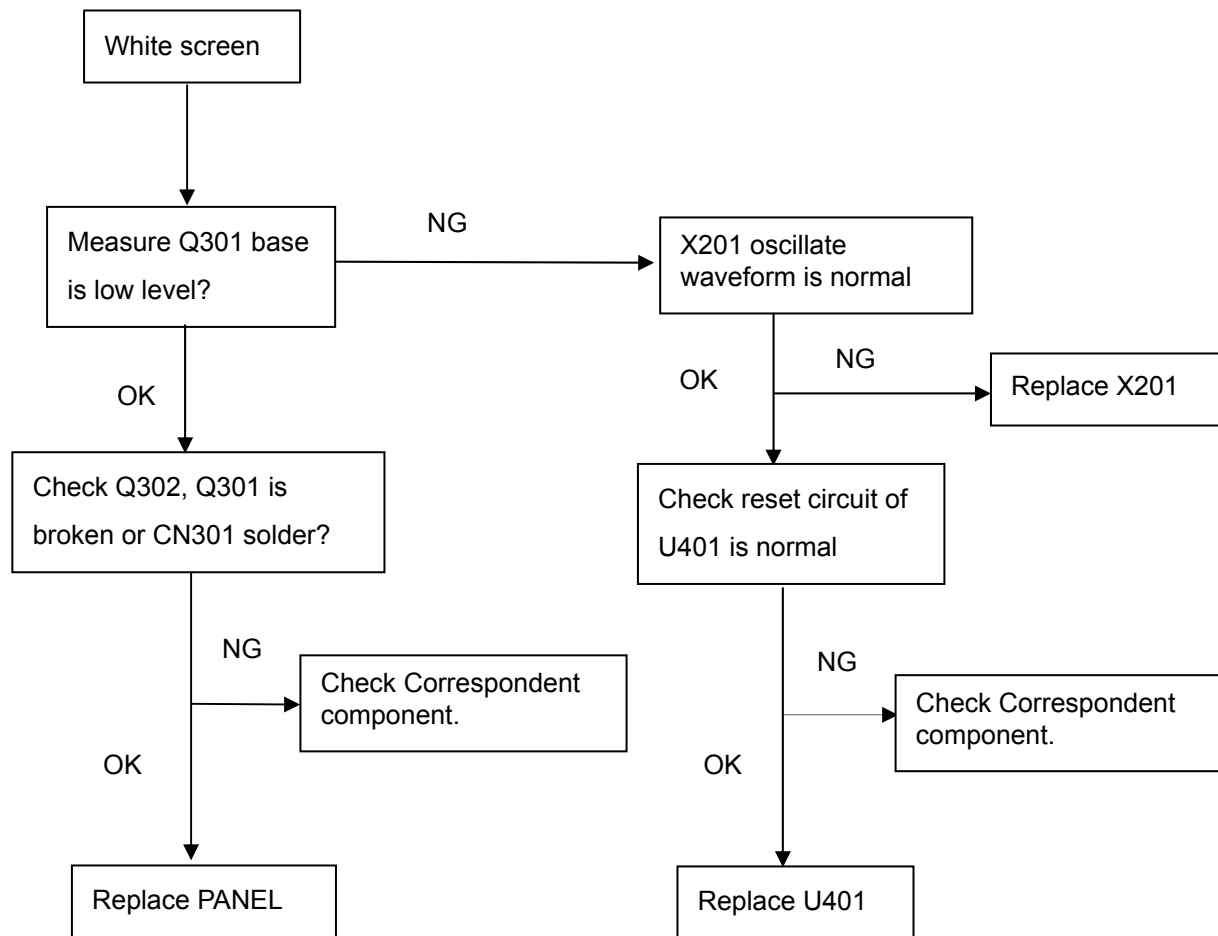 White screen
Measure Q301 base
is low level?
NG
X201 oscillate
waveform is normal
OK
NG
OK
Replace X201
Check Q302, Q301 is
broken or CN301 solder?
Check reset circuit of
U401 is normal
NG
Check Correspondent
component.
NG
Check Correspondent
component.
OK
OK
Replace PANEL
Replace U401